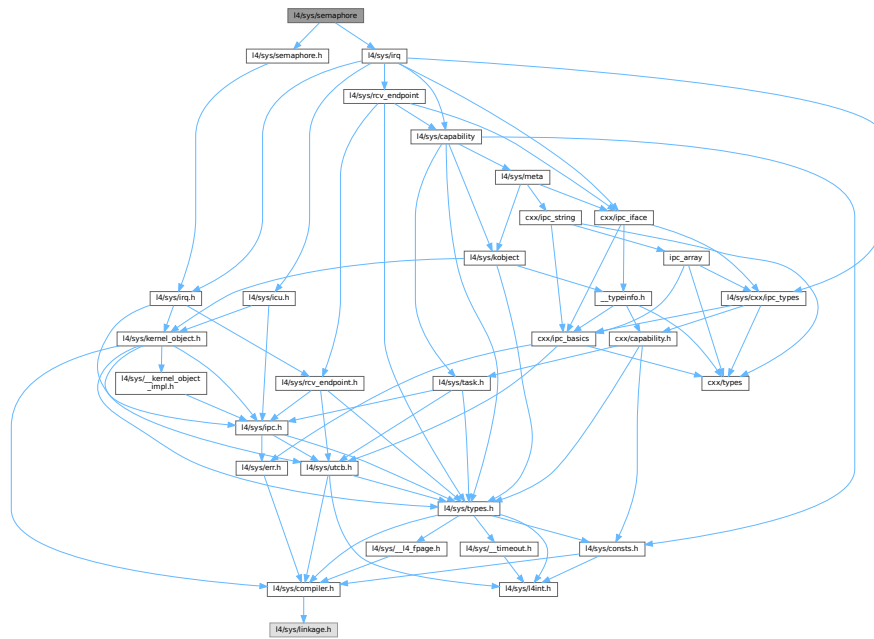 l4/sys/semaphore
l4/sys/semaphore.h
l4/sys/irq
l4/sys/rcv_endpoint
l4/sys/capability
l4/sys/meta
cxx/ipc_string
cxx/ipc_iface
l4/sys/kobject
ipc_array
l4/sys/irq.h
l4/sys/icu.h
__typeinfo.h
l4/sys/cxx/ipc_types
l4/sys/kernel_object.h
cxx/ipc_basics
cxx/capability.h
l4/sys/__kernel_object
_impl.h
l4/sys/rcv_endpoint.h
l4/sys/task.h
cxx/types
l4/sys/ipc.h
l4/sys/err.h
l4/sys/utcb.h
l4/sys/types.h
l4/sys/__l4_fpage.h
l4/sys/__timeout.h
l4/sys/consts.h
l4/sys/compiler.h
l4/sys/l4int.h
l4/sys/linkage.h